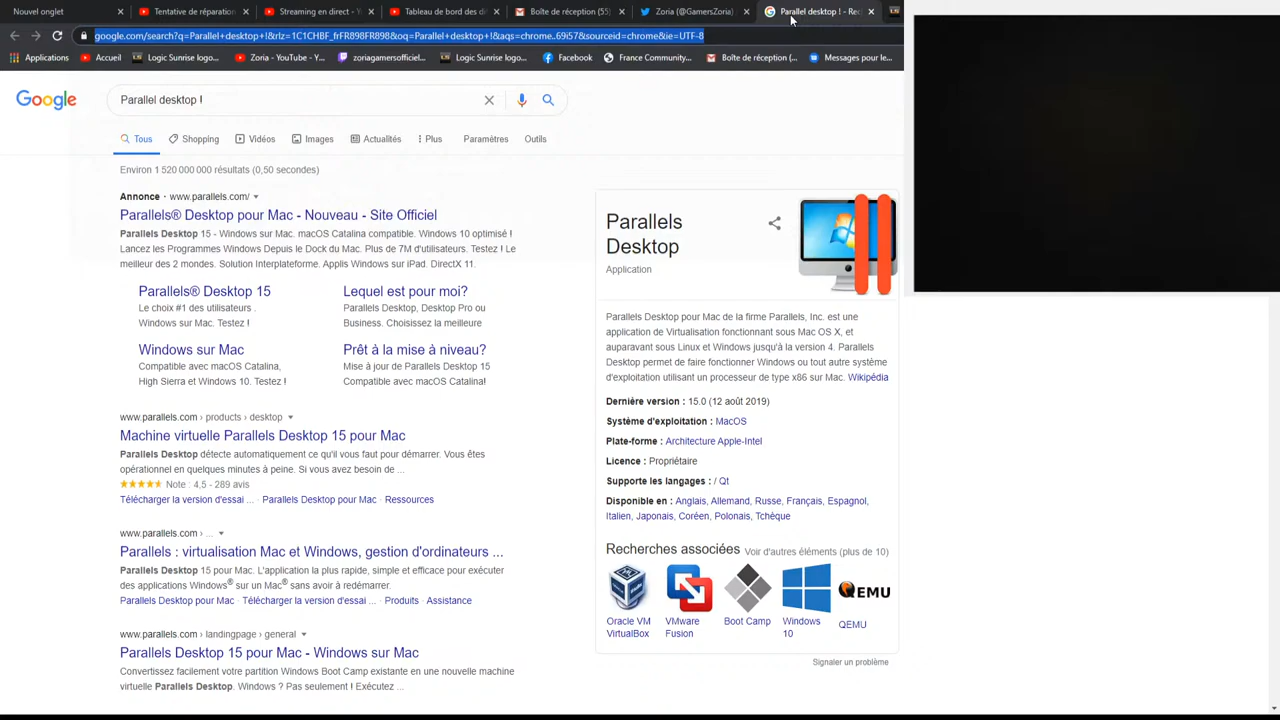 Nouvel onglet
Tentative de réparation
Streaming en direct - Y
Tableau de bord des di
Boîte de réception (55)
Zoria (@GamersZoria)
Parallel desktop ! - Re
google.com/search?q=Parallel+desktop+!&rlz=1C1CHBF_frFR898FR898&oq=Parallel+desktop+!&aqs=chrome..69i57&sourceid=chrome&ie=UTF-8
Applications
Accueil
Logic Sunrise logo...
Zoria - YouTube - Y...
zoriagamersofficiel...
Logic Sunrise logo...
Facebook
France Community...
Boîte de réception (...
Messages pour le...
Google
Parallel desktop !
Tous
Shopping
Vidéos
Images
Actualités
Plus
Paramètres
Outils
Environ 1 520 000 000 résultats (0,50 secondes)
Annonce · www.parallels.com/
Parallels® Desktop pour Mac - Nouveau - Site Officiel
Parallels Desktop 15 - Windows sur Mac. macOS Catalina compatible. Windows 10 optimisé !
Lancez les Programmes Windows Depuis le Dock du Mac. Plus de 7M d'utilisateurs. Testez ! Le
meilleur des 2 mondes. Solution Interplateforme. Applis Windows sur iPad. DirectX 11.
Parallels® Desktop 15
Le choix #1 des utilisateurs .
Windows sur Mac. Testez !
Lequel est pour moi?
Parallels Desktop, Desktop Pro ou
Business. Choisissez la meilleure
Windows sur Mac
Compatible avec macOS Catalina,
High Sierra et Windows 10. Testez !
Prêt à la mise à niveau?
Mise à jour de Parallels Desktop 15
Compatible avec macOS Catalina!
www.parallels.com › products › desktop
Machine virtuelle Parallels Desktop 15 pour Mac
Parallels Desktop détecte automatiquement ce qu'il vous faut pour démarrer. Vous êtes
opérationnel en quelques minutes à peine. Si vous avez besoin de ...
Note : 4,5 - 289 avis
Télécharger la version d'essai ... · Parallels Desktop pour Mac · Ressources
www.parallels.com › ...
Parallels : virtualisation Mac et Windows, gestion d'ordinateurs ...
Parallels Desktop 15 pour Mac. L'application la plus rapide, simple et efficace pour exécuter
des applications Windows® sur un Mac® sans avoir à redémarrer.
Parallels Desktop pour Mac · Télécharger la version d'essai ... · Produits · Assistance
www.parallels.com › landingpage › general
Parallels Desktop 15 pour Mac - Windows sur Mac
Convertissez facilement votre partition Windows Boot Camp existante en une nouvelle machine
virtuelle Parallels Desktop. Windows ? Pas seulement ! Exécutez ...
Parallels
Desktop
Application
Parallels Desktop pour Mac de la firme Parallels, Inc. est une
application de Virtualisation fonctionnant sous Mac OS X, et
auparavant sous Linux et Windows jusqu'à la version 4. Parallels
Desktop permet de faire fonctionner Windows ou tout autre système
d'exploitation utilisant un processeur de type x86 sur Mac. Wikipédia
Dernière version : 15.0 (12 août 2019)
Système d'exploitation : MacOS
Plate-forme : Architecture Apple-Intel
Licence : Propriétaire
Supporte les langages : / Qt
Disponible en : Anglais, Allemand, Russe, Français, Espagnol,
Italien, Japonais, Coréen, Polonais, Tchèque
Recherches associées
Voir d'autres éléments (plus de 10)
Oracle VM
VirtualBox
VMware
Fusion
Boot Camp
Windows
10
QEMU
QEMU
Signaler un problème